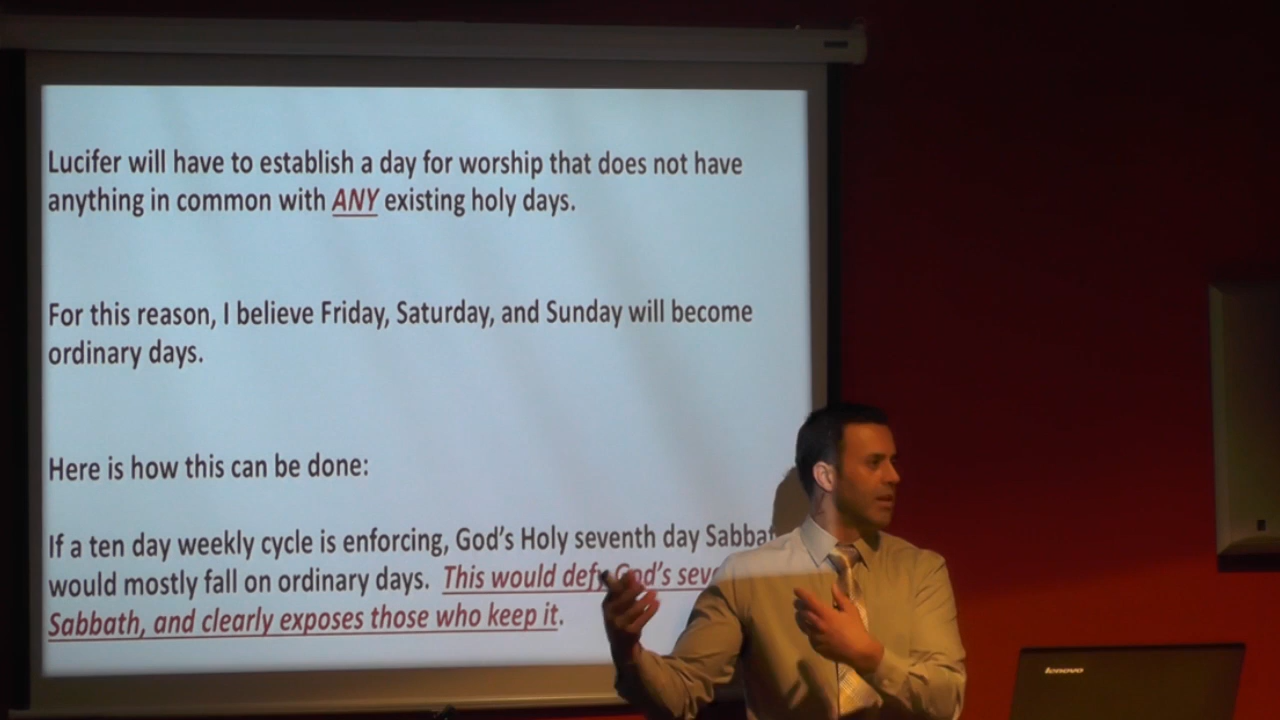 Lucifer will have to establish a day for worship that does not have
anything in common with ANY existing holy days.
For this reason, I believe Friday, Saturday, and Sunday will become
ordinary days.
Here is how this can be done:
If a ten day weekly cycle is enforcing, God's Holy seventh day
would mostly fall on ordinary days. This would defy God's
Sabbath, and clearly exposes those who keep it.
lenovo